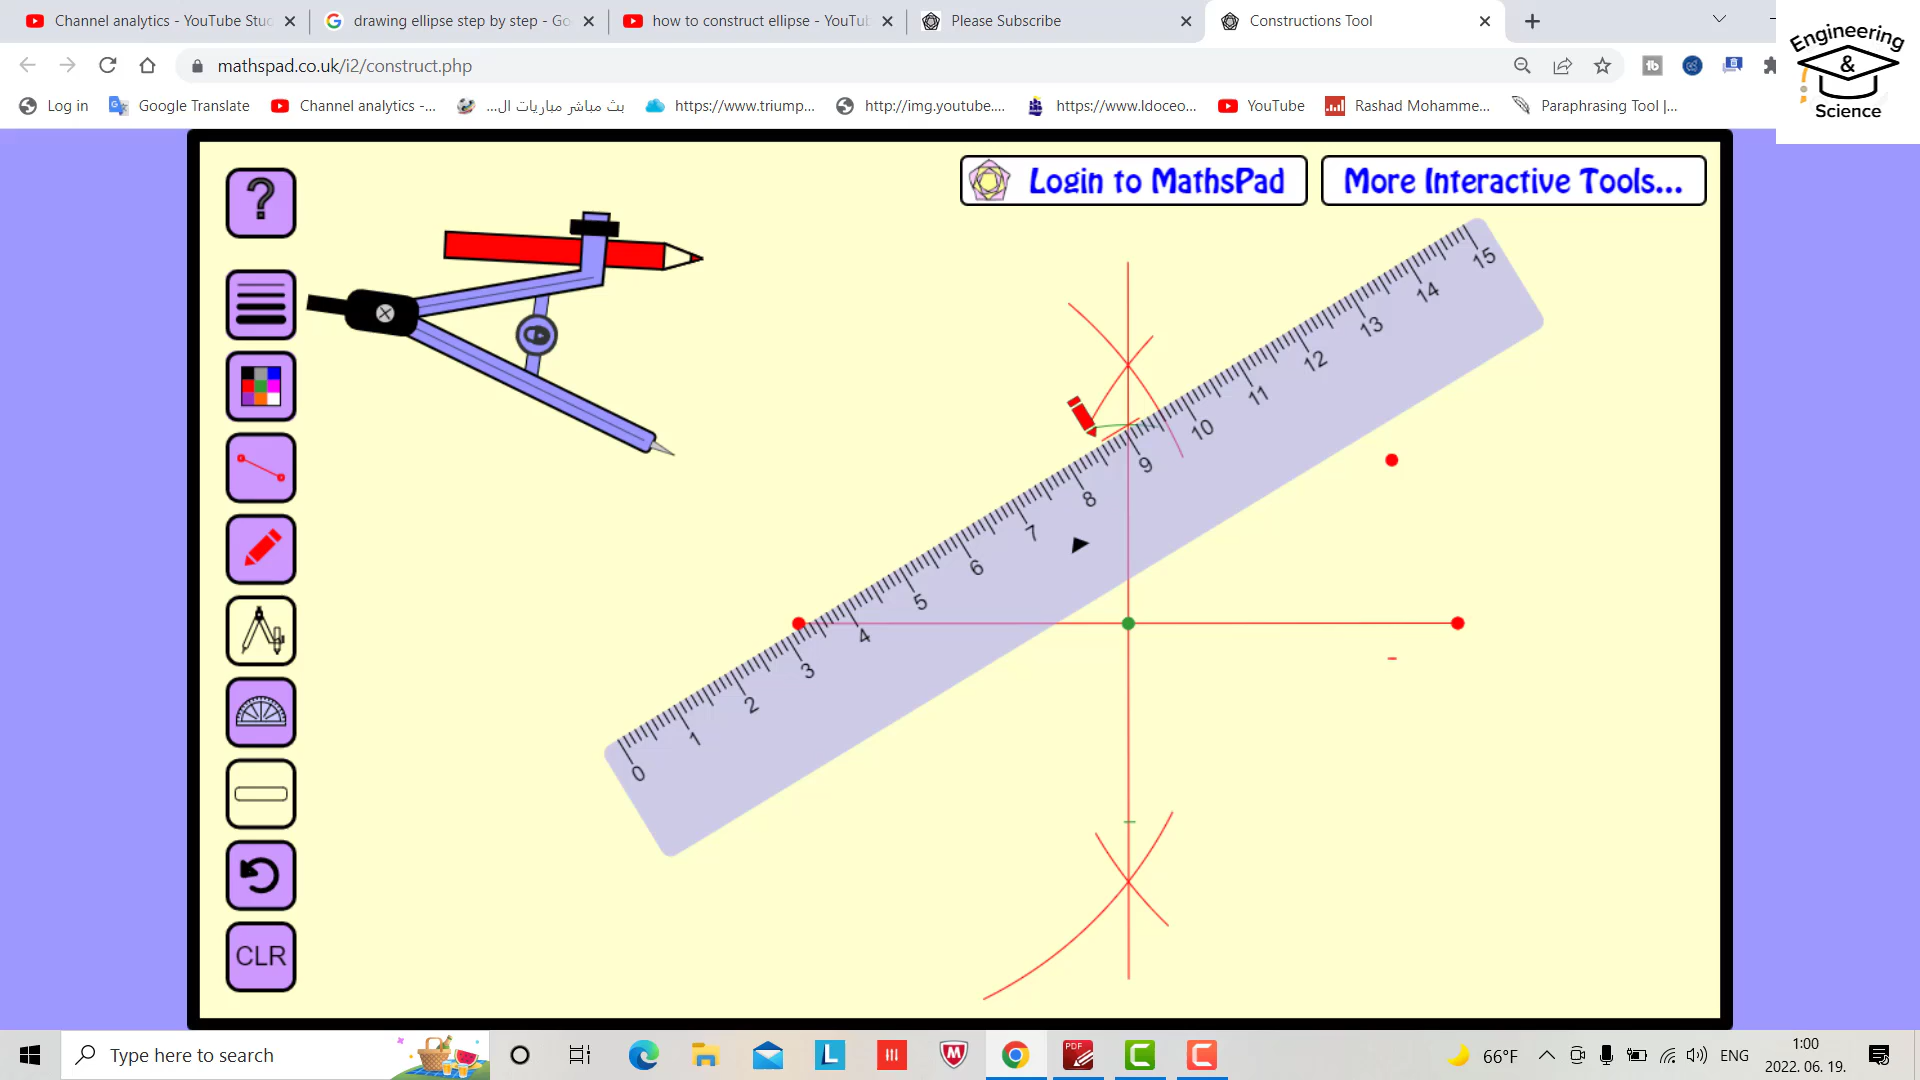 Channel analytics - YouTube Stu
drawing ellipse step by step - Go
how to construct ellipse - YouTu
Please Subscribe
Constructions Tool
mathspad.co.uk/i2/construct.php
Log in
Google Translate
Channel analytics -...
بث مباشر مباريات ال...
https://www.triump...
http://img.youtube....
https://www.ldoceo...
YouTube
Rashad Mohamme...
Paraphrasing Tool |...
Engineering
&
Science
?
Login to MathsPad
More Interactive Tools...
0 1 2 3 4 5 6 7 8 9 10 11 12 13 14 15
CLR
Type here to search
66°F
ENG
1:00
2022. 06. 19.